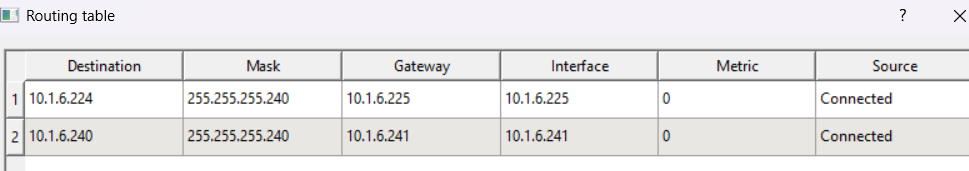 Routing table ?
Destination Mask Gateway Interface Metric Source
1 10.1.6.224 255.255.255.240 10.1.6.225 10.1.6.225 0 Connected
2 10.1.6.240 255.255.255.240 10.1.6.241 10.1.6.241 0 Connected